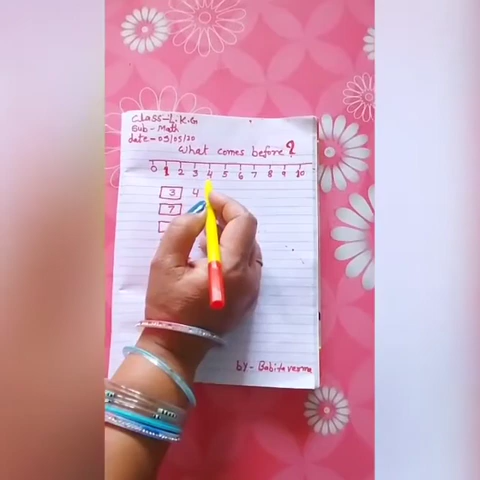 Class-L.K.G
Sub - Math
date - 09/05/20
What comes before?
0 1 2 3 4 5 6 7 8 9 10
3 4
7
by - Babita verma